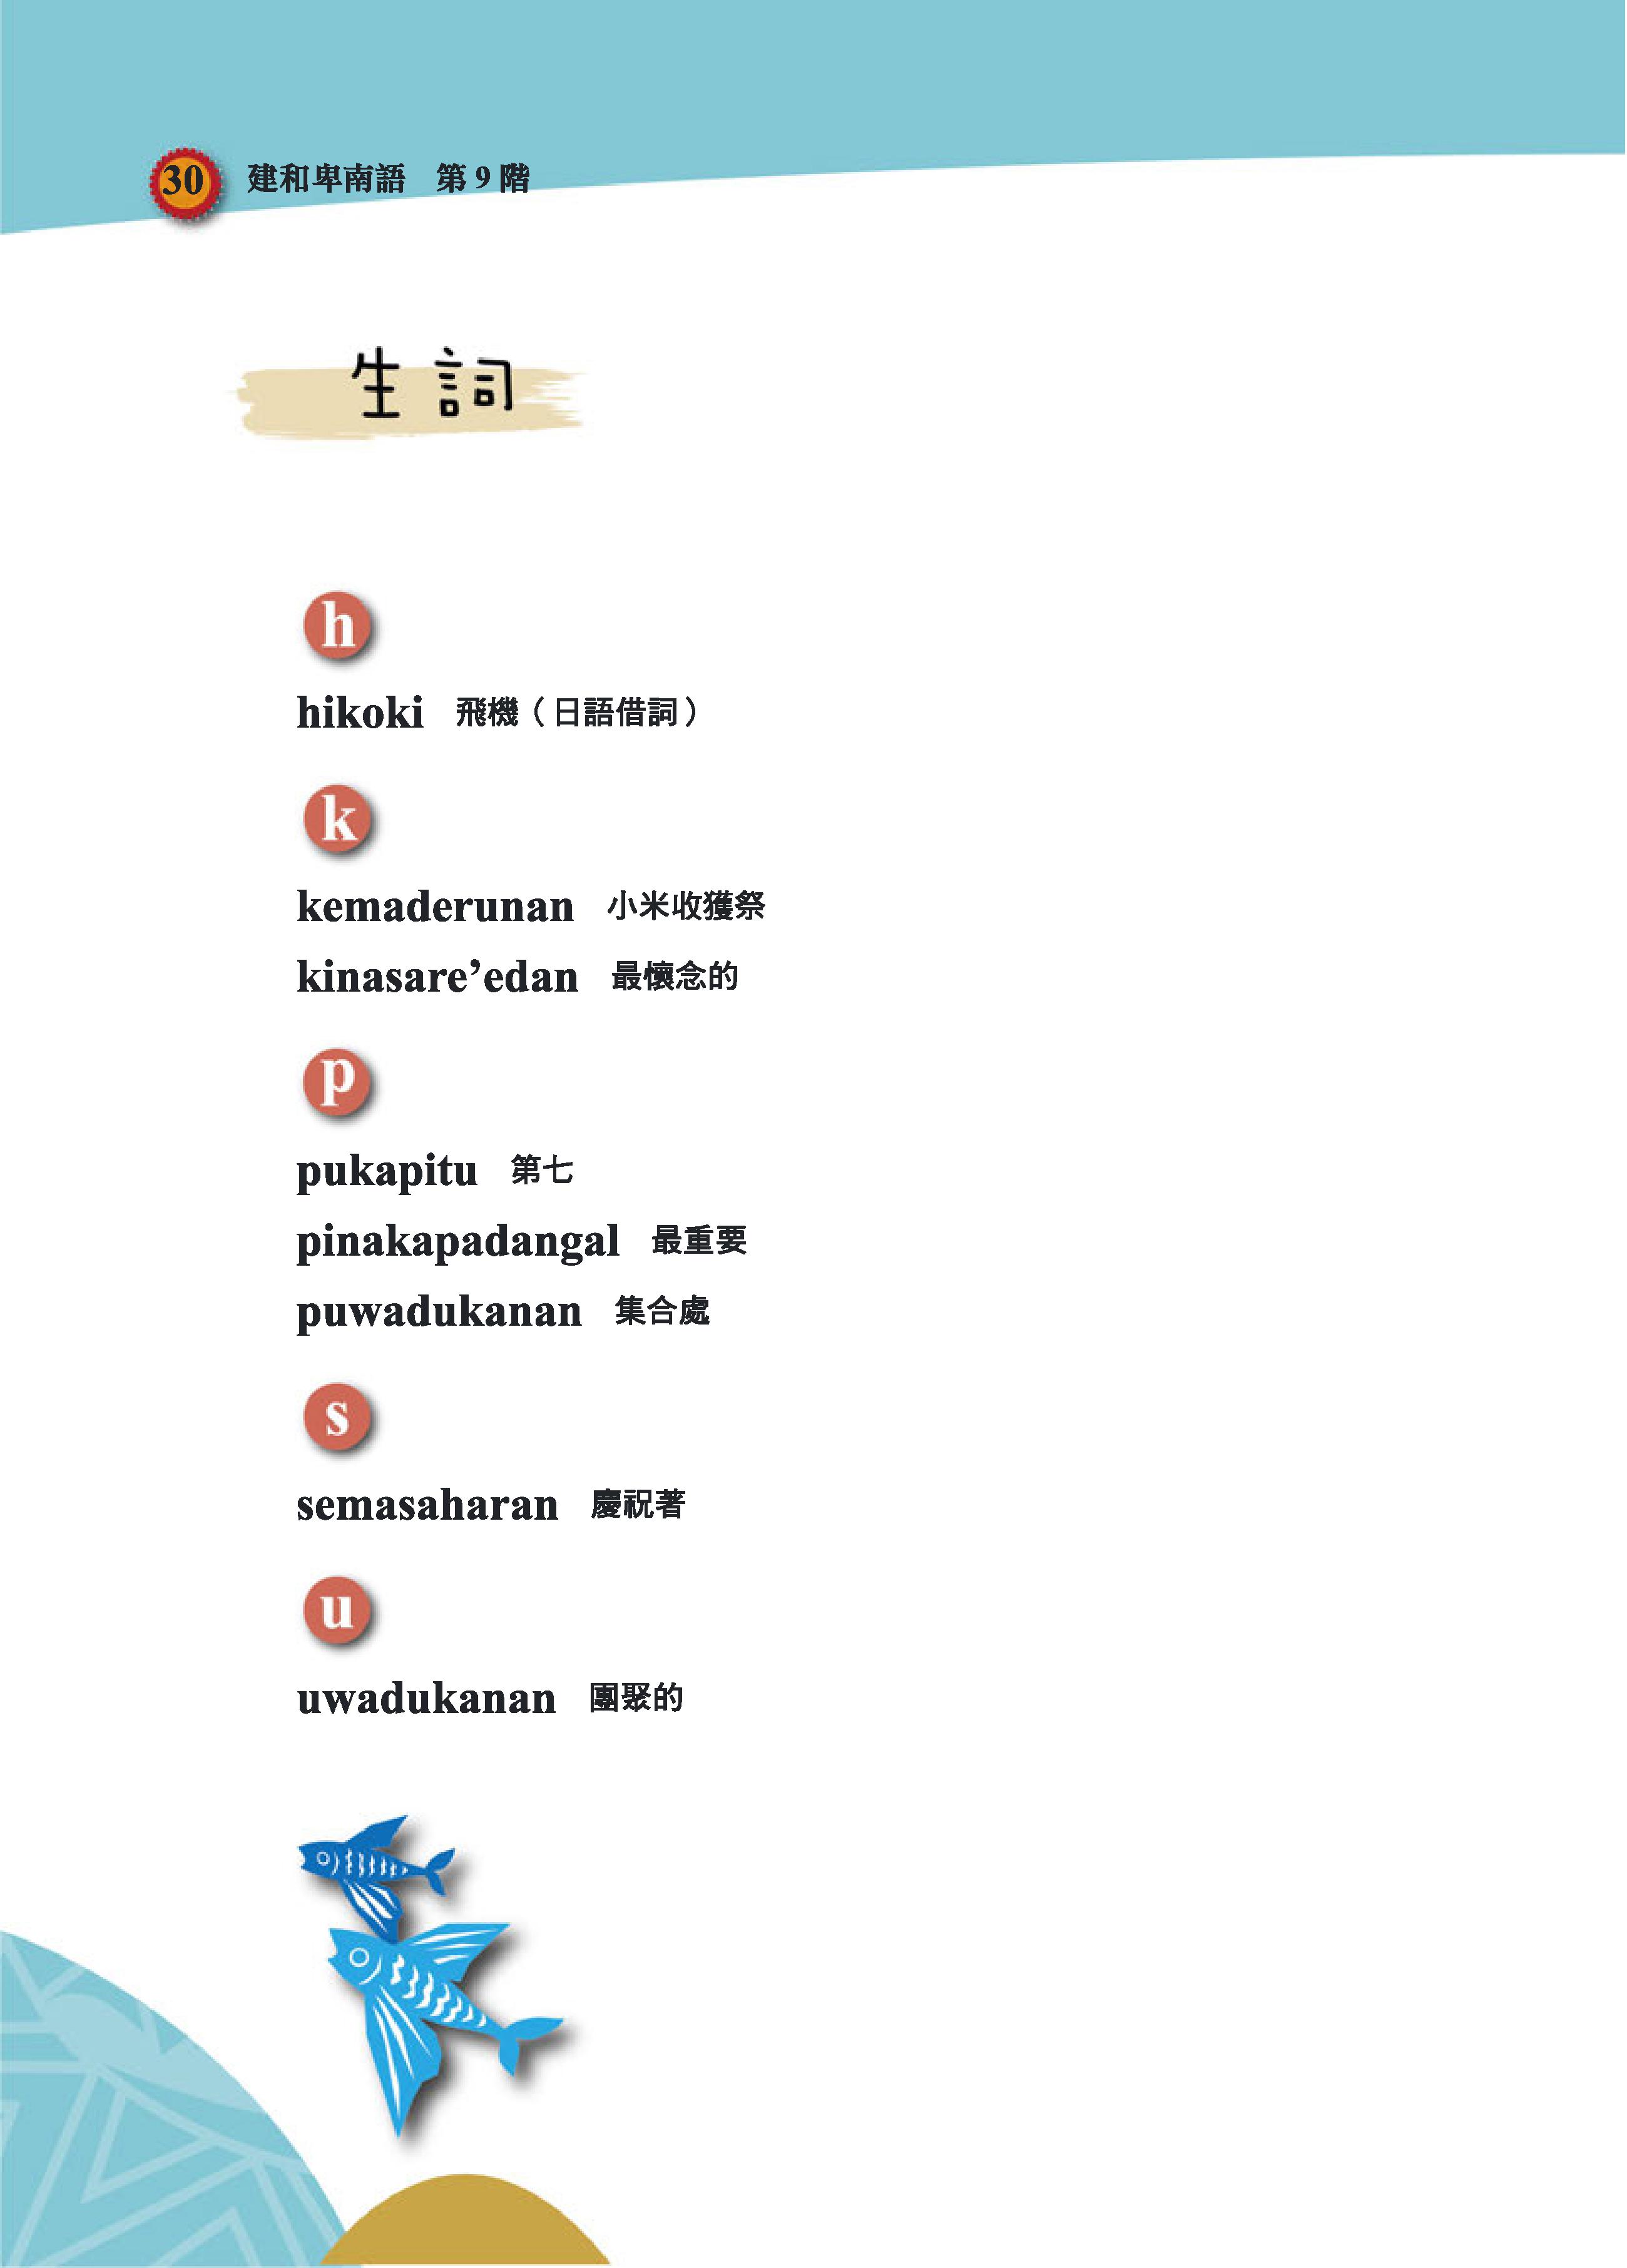 30 建和卑南語 第9階
生詞
h
hikoki 飛機（日語借詞）
k
kemaderunan 小米收獲祭
kinasare’edan 最懷念的
p
pukapitu 第七
pinakapadangal 最重要
puwadukanan 集合處
s
semasaharan 慶祝著
u
uwadukanan 團聚的